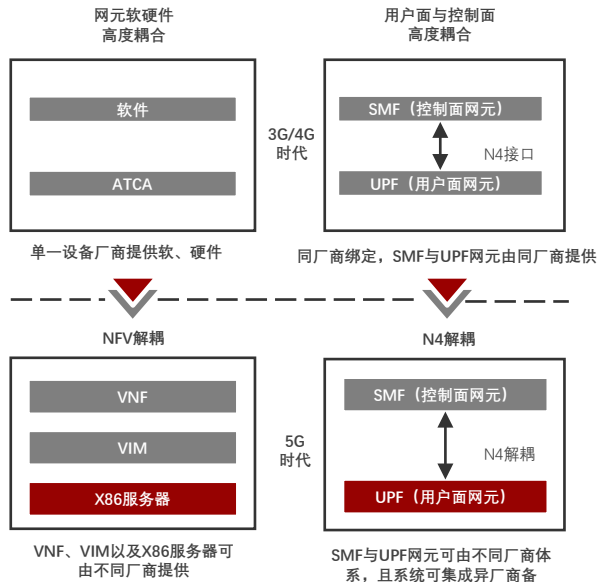 网元软硬件
高度耦合
用户面与控制面
高度耦合
软件
ATCA
单一设备厂商提供软、硬件
3G/4G
时代
SMF（控制面网元）
N4接口
UPF（用户面网元）
同厂商绑定，SMF与UPF网元由同厂商提供
NFV解耦
N4解耦
VNF
VIM
X86服务器
VNF、VIM以及X86服务器可
由不同厂商提供
5G
时代
SMF（控制面网元）
N4解耦
UPF（用户面网元）
SMF与UPF网元可由不同厂商体
系，且系统可集成异厂商备